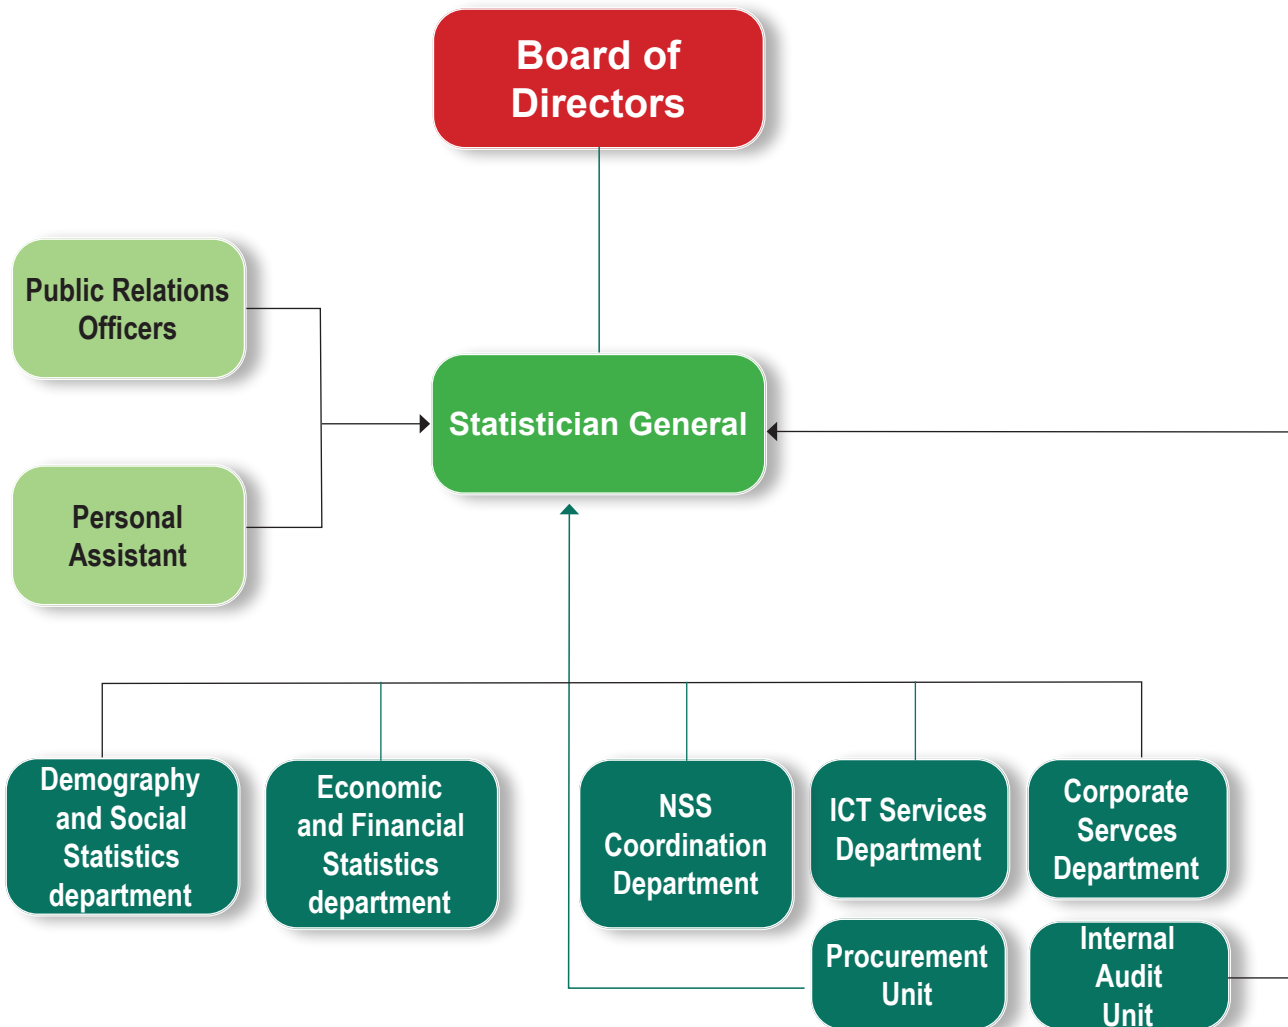 Board of
Directors
Public Relations
Officers
Statistician General
Personal
Assistant
Demography
and Social
Statistics
department
Economic
and Financial
Statistics
department
NSS
Coordination
Department
ICT Services
Department
Corporate
Servces
Department
Procurement
Unit
Internal
Audit
Unit